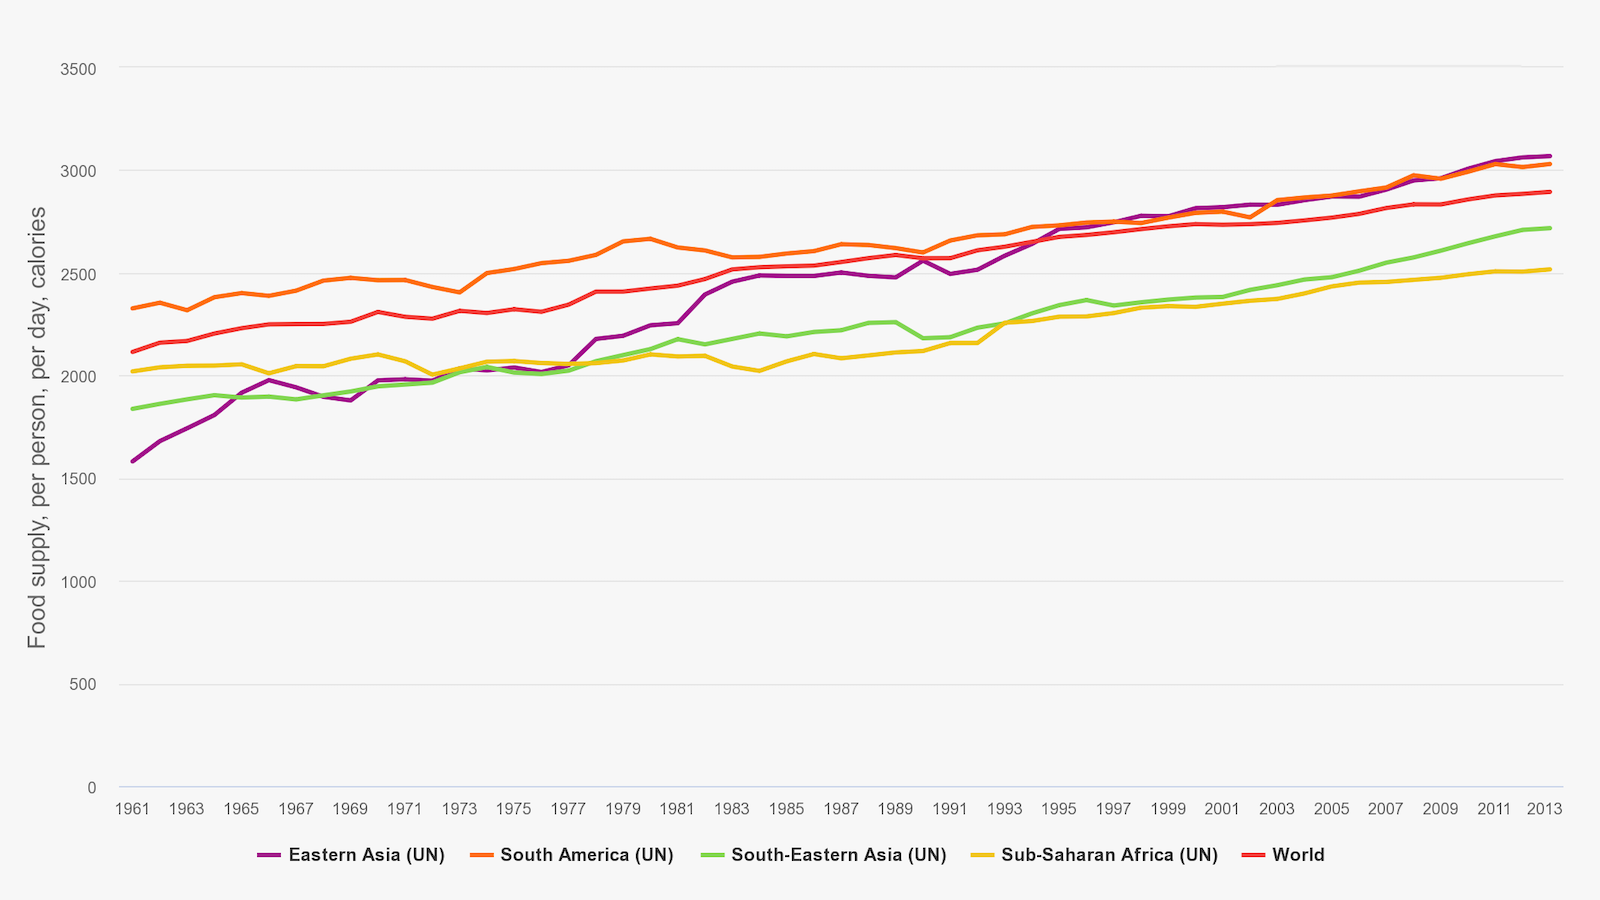 Food supply, per person, per day, calories
3500
3000
2500
2000
1500
1000
500
0
1961 1963 1965 1967 1969 1971 1973 1975 1977 1979 1981 1983 1985 1987 1989 1991 1993 1995 1997 1999 2001 2003 2005 2007 2009 2011 2013
Eastern Asia (UN) South America (UN) South-Eastern Asia (UN) Sub-Saharan Africa (UN) World